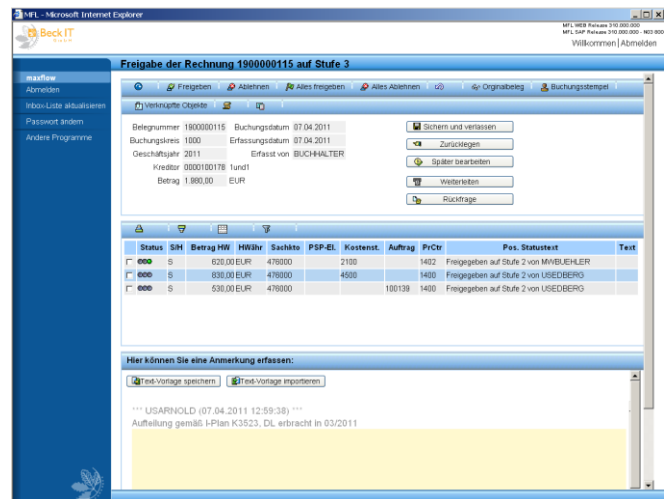 MFL - Microsoft Internet Explorer
Beck IT
MFL WEB Release 310.000.000
MFL SAP Release 310.000.000 - N03 800
Willkommen | Abmelden
Freigabe der Rechnung 1900000115 auf Stufe 3
maxflow
Abmelden
Inbox-Liste aktualisieren
Passwort ändern
Andere Programme
Freigeben Ablehnen Alles freigeben Alles Ablehnen Orginalbeleg Buchungsstempel
Verknüpfte Objekte
Belegnummer 1900000115 Buchungsdatum 07.04.2011
Buchungskreis 1000 Erfassungsdatum 07.04.2011
Geschäftsjahr 2011 Erfasst von BUCHHALTER
Kreditor 0000100178 1und1
Betrag 1.980,00 EUR
Sichern und verlassen
Zurücklegen
Später bearbeiten
Weiterleiten
Rückfrage
Status S/H Betrag HW HWähr Sachkto PSP-El. Kostenst. Auftrag PrCtr Pos. Statustext Text
S 620,00 EUR 476000 2100 1402 Freigegeben auf Stufe 2 von MWBUEHLER
S 830,00 EUR 476000 4500 1400 Freigegeben auf Stufe 2 von USEDBERG
S 530,00 EUR 476000 100139 1400 Freigegeben auf Stufe 2 von USEDBERG
Hier können Sie eine Anmerkung erfassen:
Text-Vorlage speichern Text-Vorlage importieren
*** USARNOLD (07.04.2011 12:59:38) ***
Aufteilung gemäß I-Plan K3523, DL erbracht in 03/2011